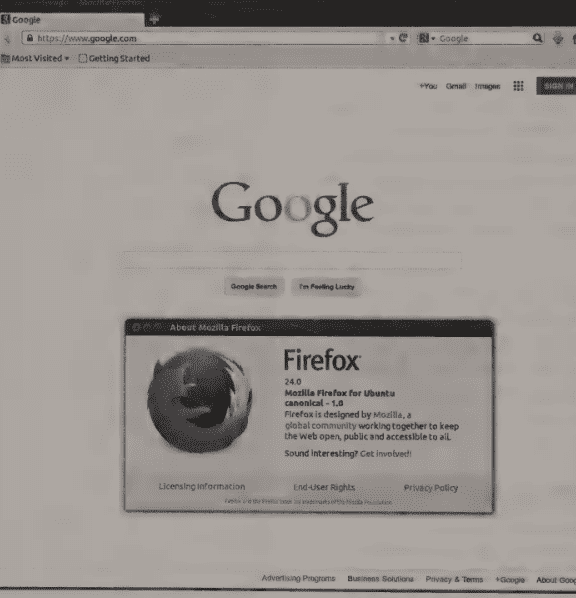 Google
https://www.google.com
Google
Most Visited
Getting Started
+You Gmail Images
SIGN IN
Google
Google Search
I'm Feeling Lucky
About Mozilla Firefox
Firefox
24.0
Mozilla Firefox for Ubuntu
canonical - 1.0
Firefox is designed by Mozilla, a
global community working together to keep
the Web open, public and accessible to all.
Sound interesting? Get involved!
Licensing Information End-User Rights Privacy Policy
Advertising Programs Business Solutions Privacy & Terms +Google About Goog